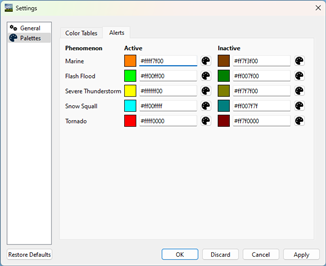 Settings
General
Palettes
Color Tables Alerts
Phenomenon Active Inactive
Marine #ffff7f00 #ff7f3f00
Flash Flood #ff00ff00 #ff007f00
Severe Thunderstorm #ffffff00 #ff7f7f00
Snow Squall #ff00ffff #ff007f7f
Tornado #ffff0000 #ff7f0000
Restore Defaults OK Discard Cancel Apply